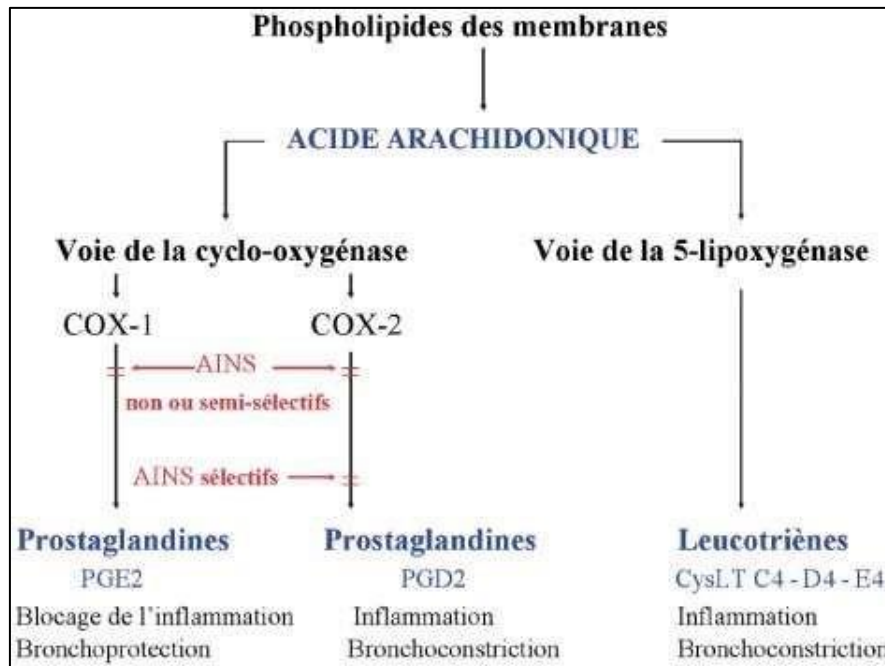 Phospholipides des membranes
ACIDE ARACHIDONIQUE
Voie de la cyclo-oxygénase
Voie de la 5-lipoxygénase
COX-1
COX-2
AINS
non ou semi-sélectifs
AINS sélectifs
Prostaglandines
PGE2
Blocage de l'inflammation
Bronchoprotection
Prostaglandines
PGD2
Inflammation
Bronchoconstriction
Leucotriènes
CysLT C4 - D4 - E4
Inflammation
Bronchoconstriction